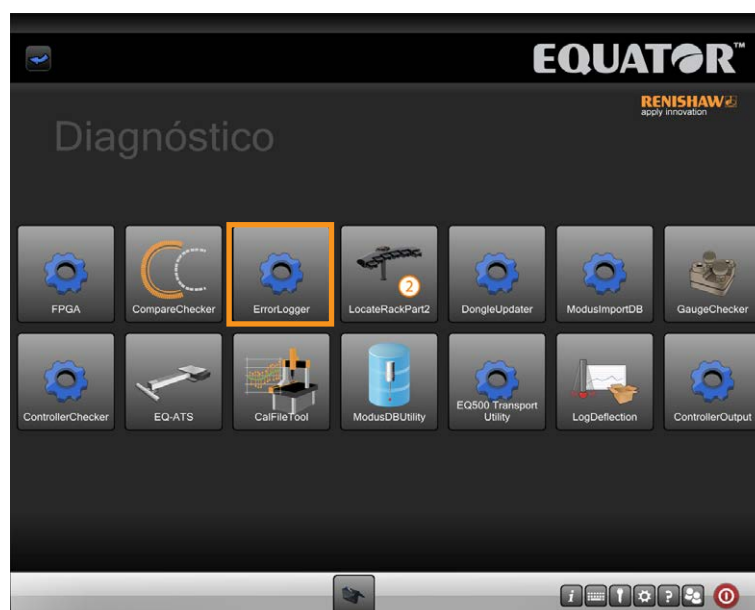 EQUATOR™
RENISHAW
apply innovation
Diagnóstico
FPGA
CompareChecker
ErrorLogger
2
LocateRackPart2
DongleUpdater
ModusImportDB
GaugeChecker
ControllerChecker
EQ-ATS
CalFileTool
ModusDBUtility
EQ500 Transport
Utility
LogDeflection
ControllerOutput
i
?